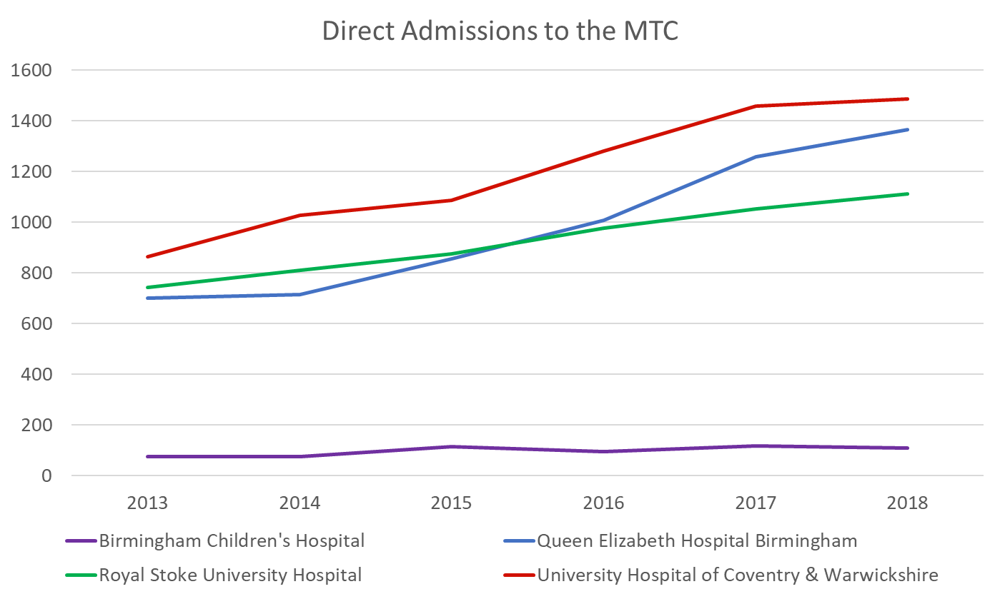 Direct Admissions to the MTC
1600
1400
1200
1000
800
600
400
200
0
2013 2014 2015 2016 2017 2018
Birmingham Children's Hospital Queen Elizabeth Hospital Birmingham
Royal Stoke University Hospital University Hospital of Coventry & Warwickshire